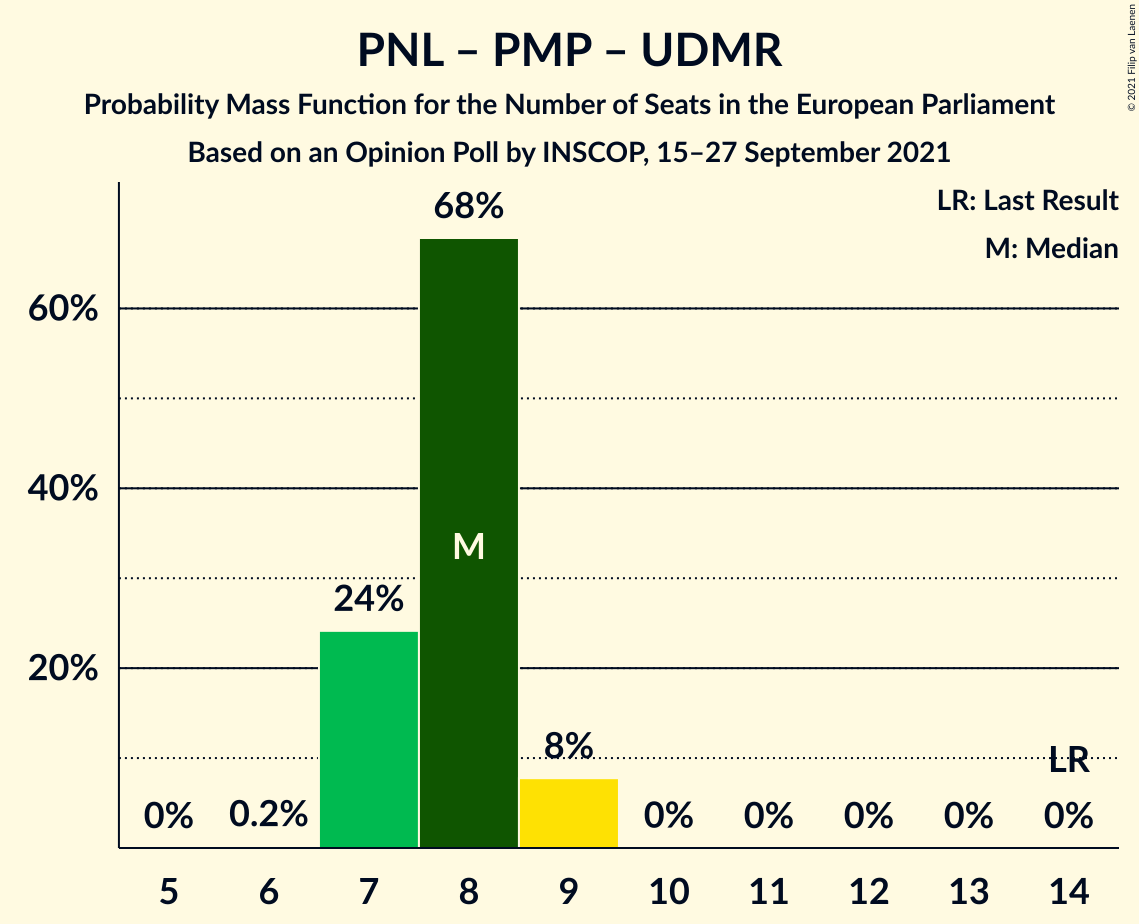 PNL – PMP – UDMR
Probability Mass Function for the Number of Seats in the European Parliament
Based on an Opinion Poll by INSCOP, 15–27 September 2021
© 2021 Filip van Laenen
LR: Last Result
M: Median
68%
60%
40%
M
24%
20%
8%
LR
0% 0.2% 0% 0% 0% 0% 0%
5 6 7 8 9 10 11 12 13 14